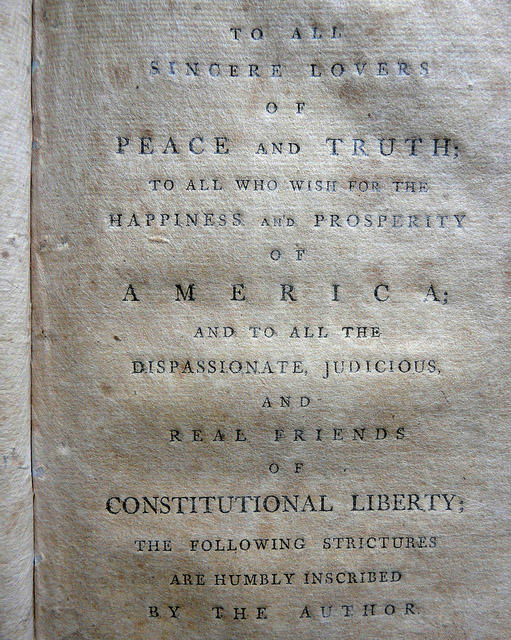 TO ALL
SINCERE LOVERS
OF
PEACE AND TRUTH;
TO ALL WHO WISH FOR THE
HAPPINESS AND PROSPERITY
OF
AMERICA;
AND TO ALL THE
DISPASSIONATE, JUDICIOUS,
AND
REAL FRIENDS
OF
CONSTITUTIONAL LIBERTY;
THE FOLLOWING STRICTURES
ARE HUMBLY INSCRIBED
BY THE AUTHOR.